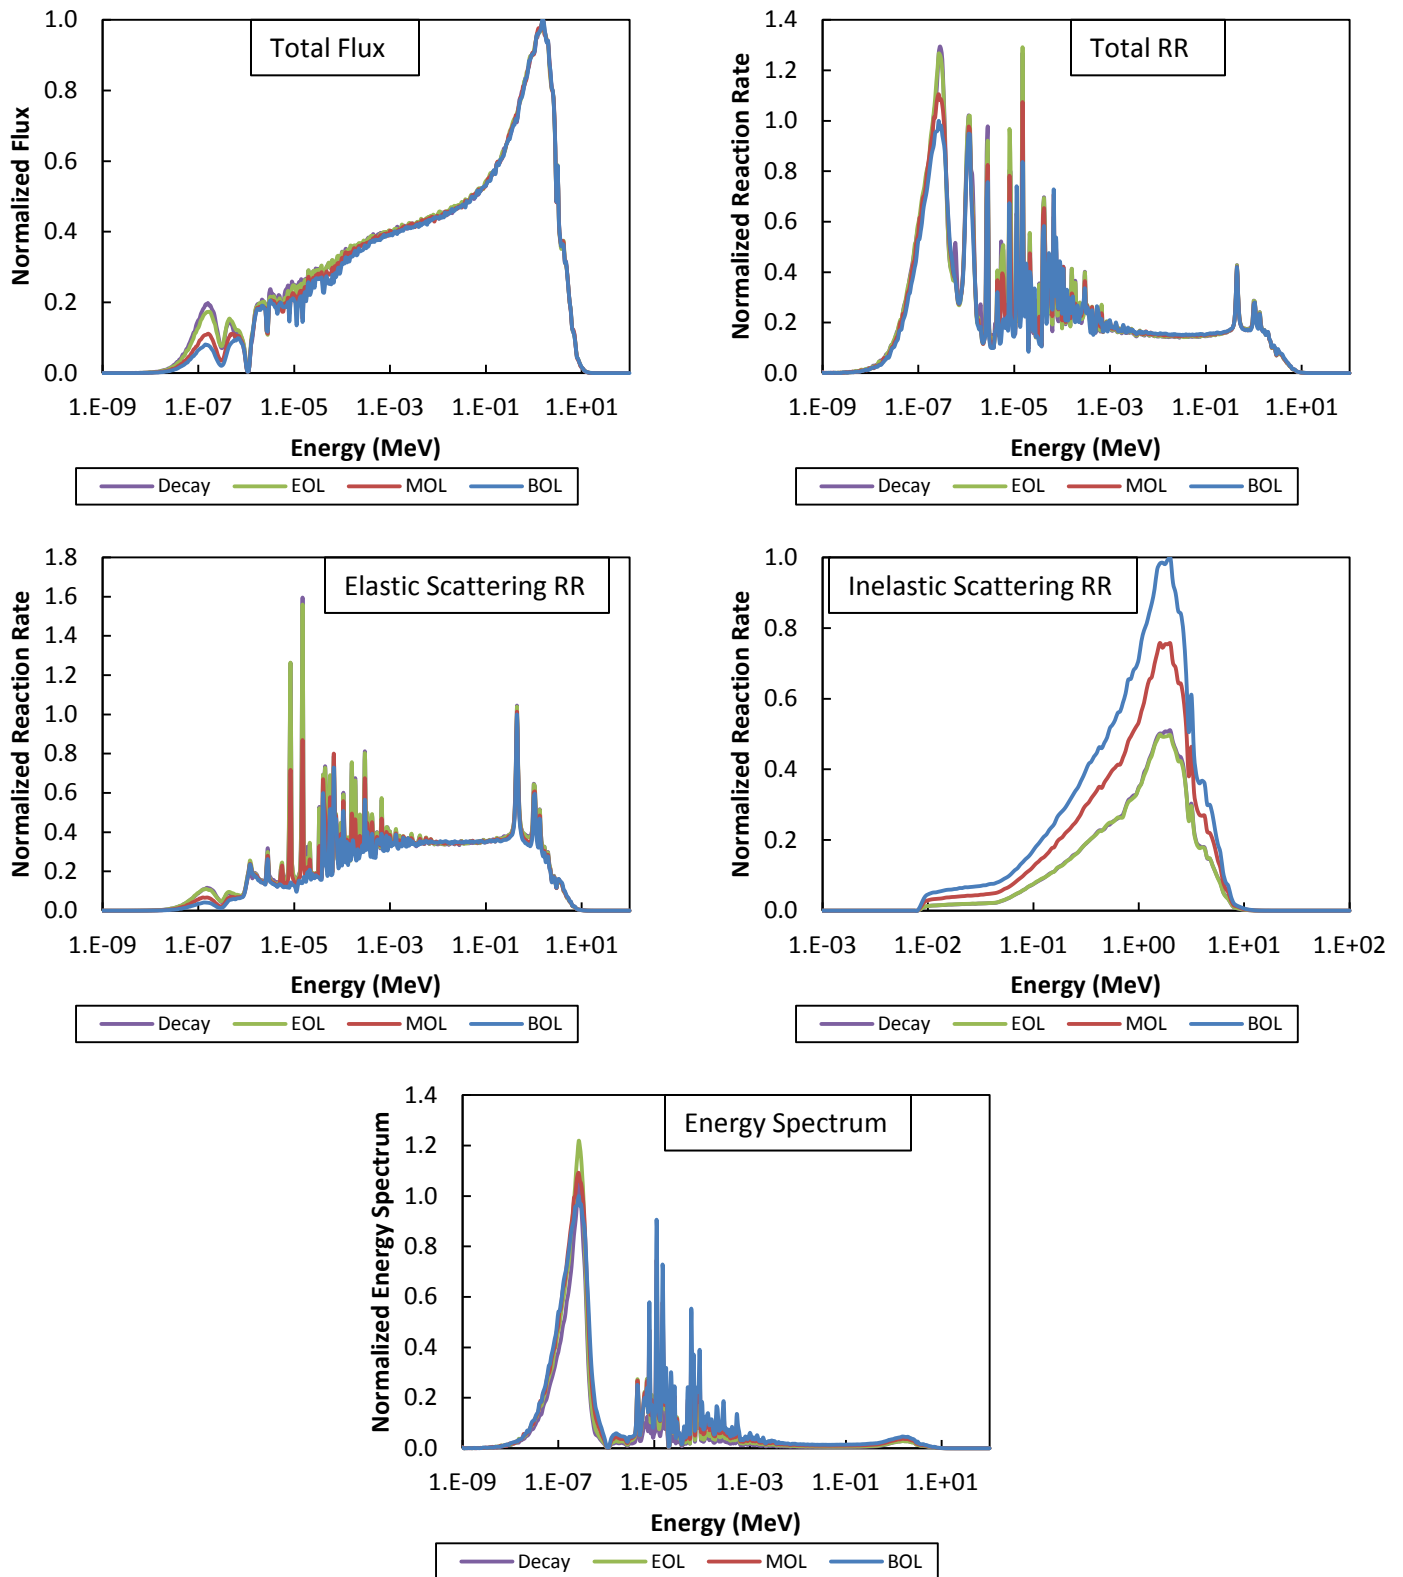 Total Flux
Normalized Flux
1.0
0.8
0.6
0.4
0.2
0.0
1.E-09 1.E-07 1.E-05 1.E-03 1.E-01 1.E+01
Energy (MeV)
Decay EOL MOL BOL
Total RR
Normalized Reaction Rate
1.4
1.2
1.0
0.8
0.6
0.4
0.2
0.0
1.E-09 1.E-07 1.E-05 1.E-03 1.E-01 1.E+01
Energy (MeV)
Decay EOL MOL BOL
Elastic Scattering RR
Normalized Reaction Rate
1.8
1.6
1.4
1.2
1.0
0.8
0.6
0.4
0.2
0.0
1.E-09 1.E-07 1.E-05 1.E-03 1.E-01 1.E+01
Energy (MeV)
Decay EOL MOL BOL
Inelastic Scattering RR
Normalized Reaction Rate
1.0
0.8
0.6
0.4
0.2
0.0
1.E-03 1.E-02 1.E-01 1.E+00 1.E+01 1.E+02
Energy (MeV)
Decay EOL MOL BOL
Energy Spectrum
Normalized Energy Spectrum
1.4
1.2
1.0
0.8
0.6
0.4
0.2
0.0
1.E-09 1.E-07 1.E-05 1.E-03 1.E-01 1.E+01
Energy (MeV)
Decay EOL MOL BOL